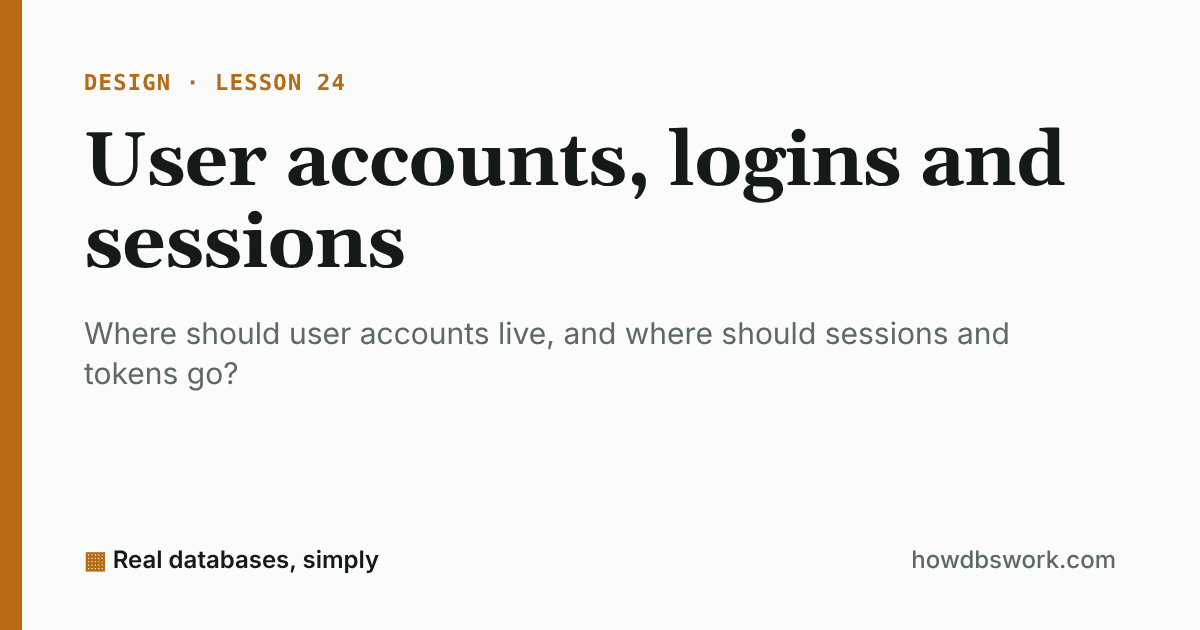 DESIGN · LESSON 24
User accounts, logins and
sessions
Where should user accounts live, and where should sessions and
tokens go?
Real databases, simply
howdbswork.com